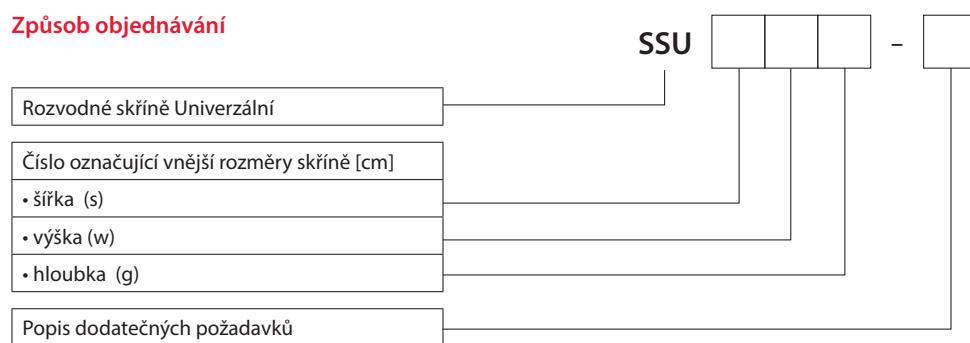 Způsob objednávání
SSU –
Rozvodné skříně Univerzální
Číslo označující vnější rozměry skříně [cm]
• šířka (s)
• výška (w)
• hloubka (g)
Popis dodatečných požadavků